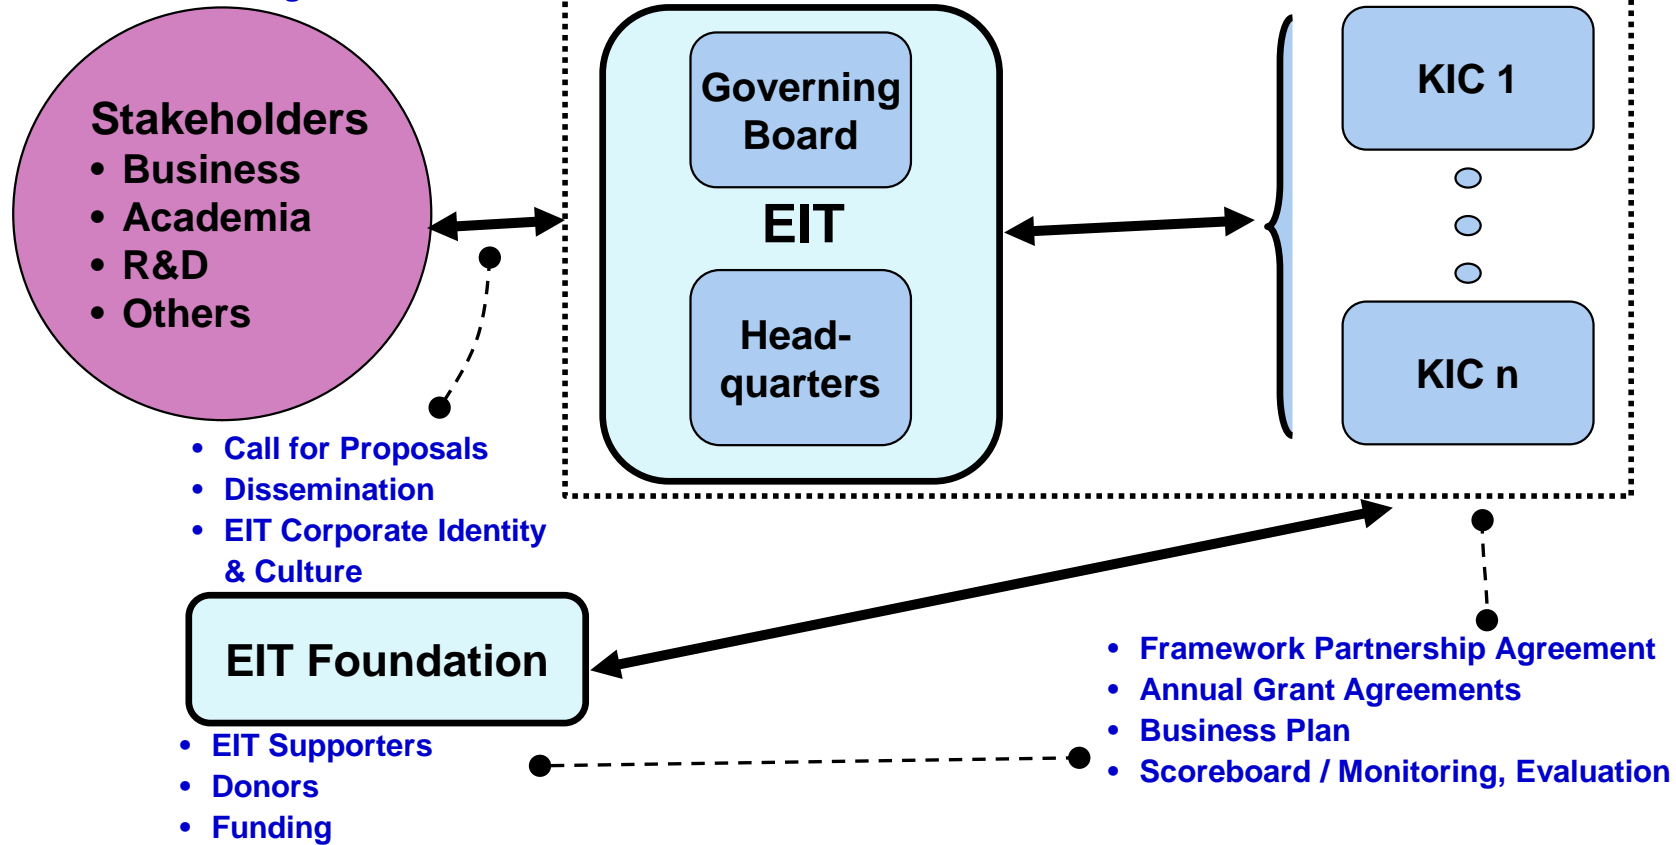 Stakeholders
• Business
• Academia
• R&D
• Others
Governing
Board
EIT
Head-
quarters
KIC 1
KIC n
• Call for Proposals
• Dissemination
• EIT Corporate Identity
& Culture
EIT Foundation
• EIT Supporters
• Donors
• Funding
• Framework Partnership Agreement
• Annual Grant Agreements
• Business Plan
• Scoreboard / Monitoring, Evaluation